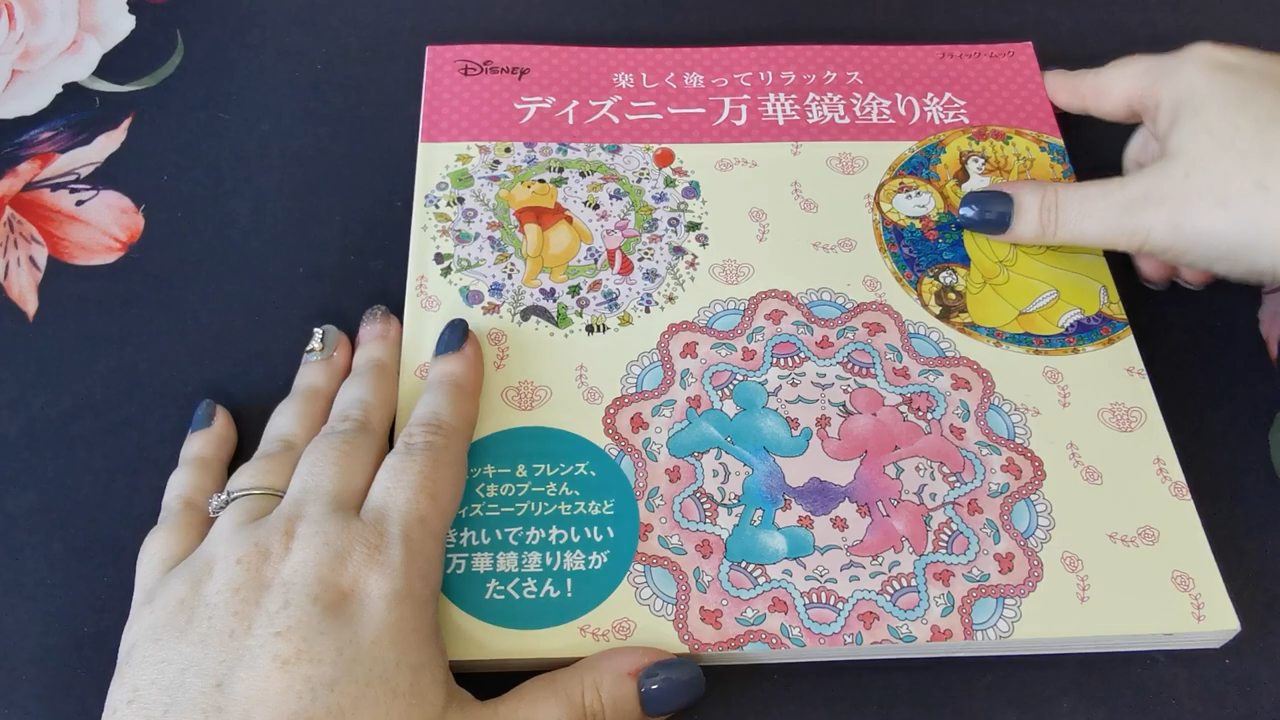 Disney
ブティック・ムック
楽しく塗ってリラックス
ディズニー万華鏡塗り絵
ッキー & フレンズ、
くまのプーさん、
ィズニープリンセスなど
きれいでかわいい
万華鏡塗り絵が
たくさん!